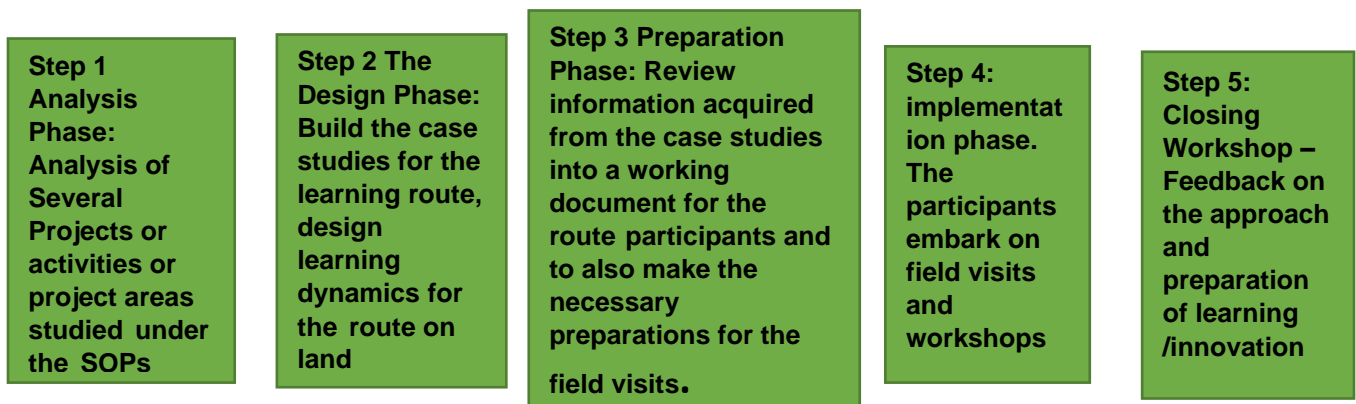 Step 1
Analysis
Phase:
Analysis of
Several
Projects or
activities or
project areas
studied under
the SOPs
Step 2 The
Design Phase:
Build the case
studies for the
learning route,
design
learning
dynamics for
the route on
land
Step 3 Preparation
Phase: Review
information acquired
from the case studies
into a working
document for the
route participants and
to also make the
necessary
preparations for the
field visits.
Step 4:
implementat
ion phase.
The
participants
embark on
field visits
and
workshops
Step 5:
Closing
Workshop –
Feedback on
the approach
and
preparation
of learning
/innovation